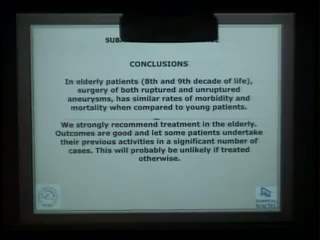 CONCLUSIONS
In elderly patients (8th and 9th decade of life),
surgery of both ruptured and unruptured
aneurysms, has similar rates of morbidity and
mortality when compared to young patients.
We strongly recommend treatment in the elderly.
Outcomes are good and let some patients undertake
their previous activities in a significant number of
cases. This will probably be unlikely if treated
otherwise.